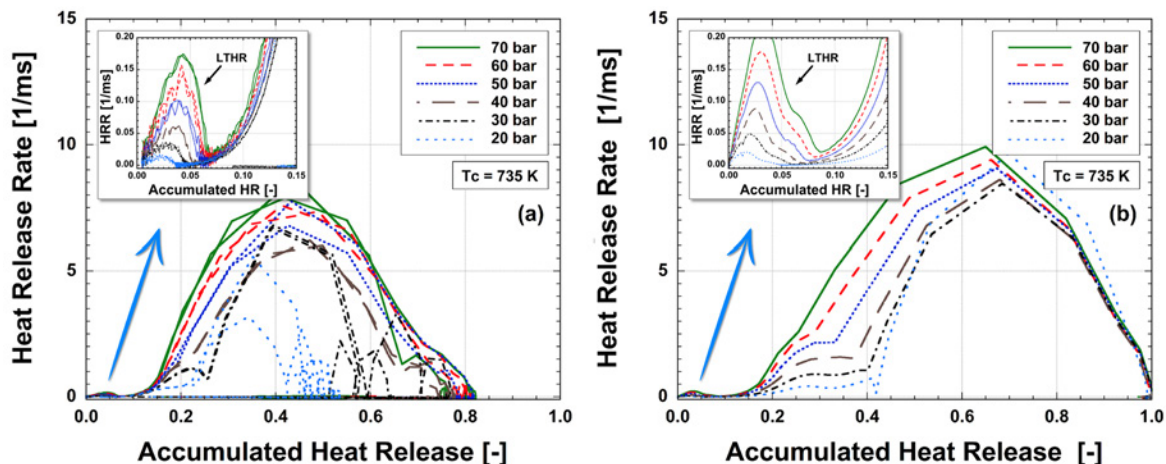 15
10
5
0
Heat Release Rate [1/ms]
0.0 0.2 0.4 0.6 0.8 1.0
Accumulated Heat Release [-]
0.20
0.15
0.10
0.05
0.00
HRR [1/ms]
0.00 0.05 0.10 0.15
Accumulated HR [-]
LTHR
70 bar
60 bar
50 bar
40 bar
30 bar
20 bar
Tc = 735 K
(a)
15
10
5
0
Heat Release Rate [1/ms]
0.0 0.2 0.4 0.6 0.8 1.0
Accumulated Heat Release [-]
0.20
0.15
0.10
0.05
0.00
HRR [1/ms]
0.00 0.05 0.10 0.15
Accumulated HR [-]
LTHR
70 bar
60 bar
50 bar
40 bar
30 bar
20 bar
Tc = 735 K
(b)